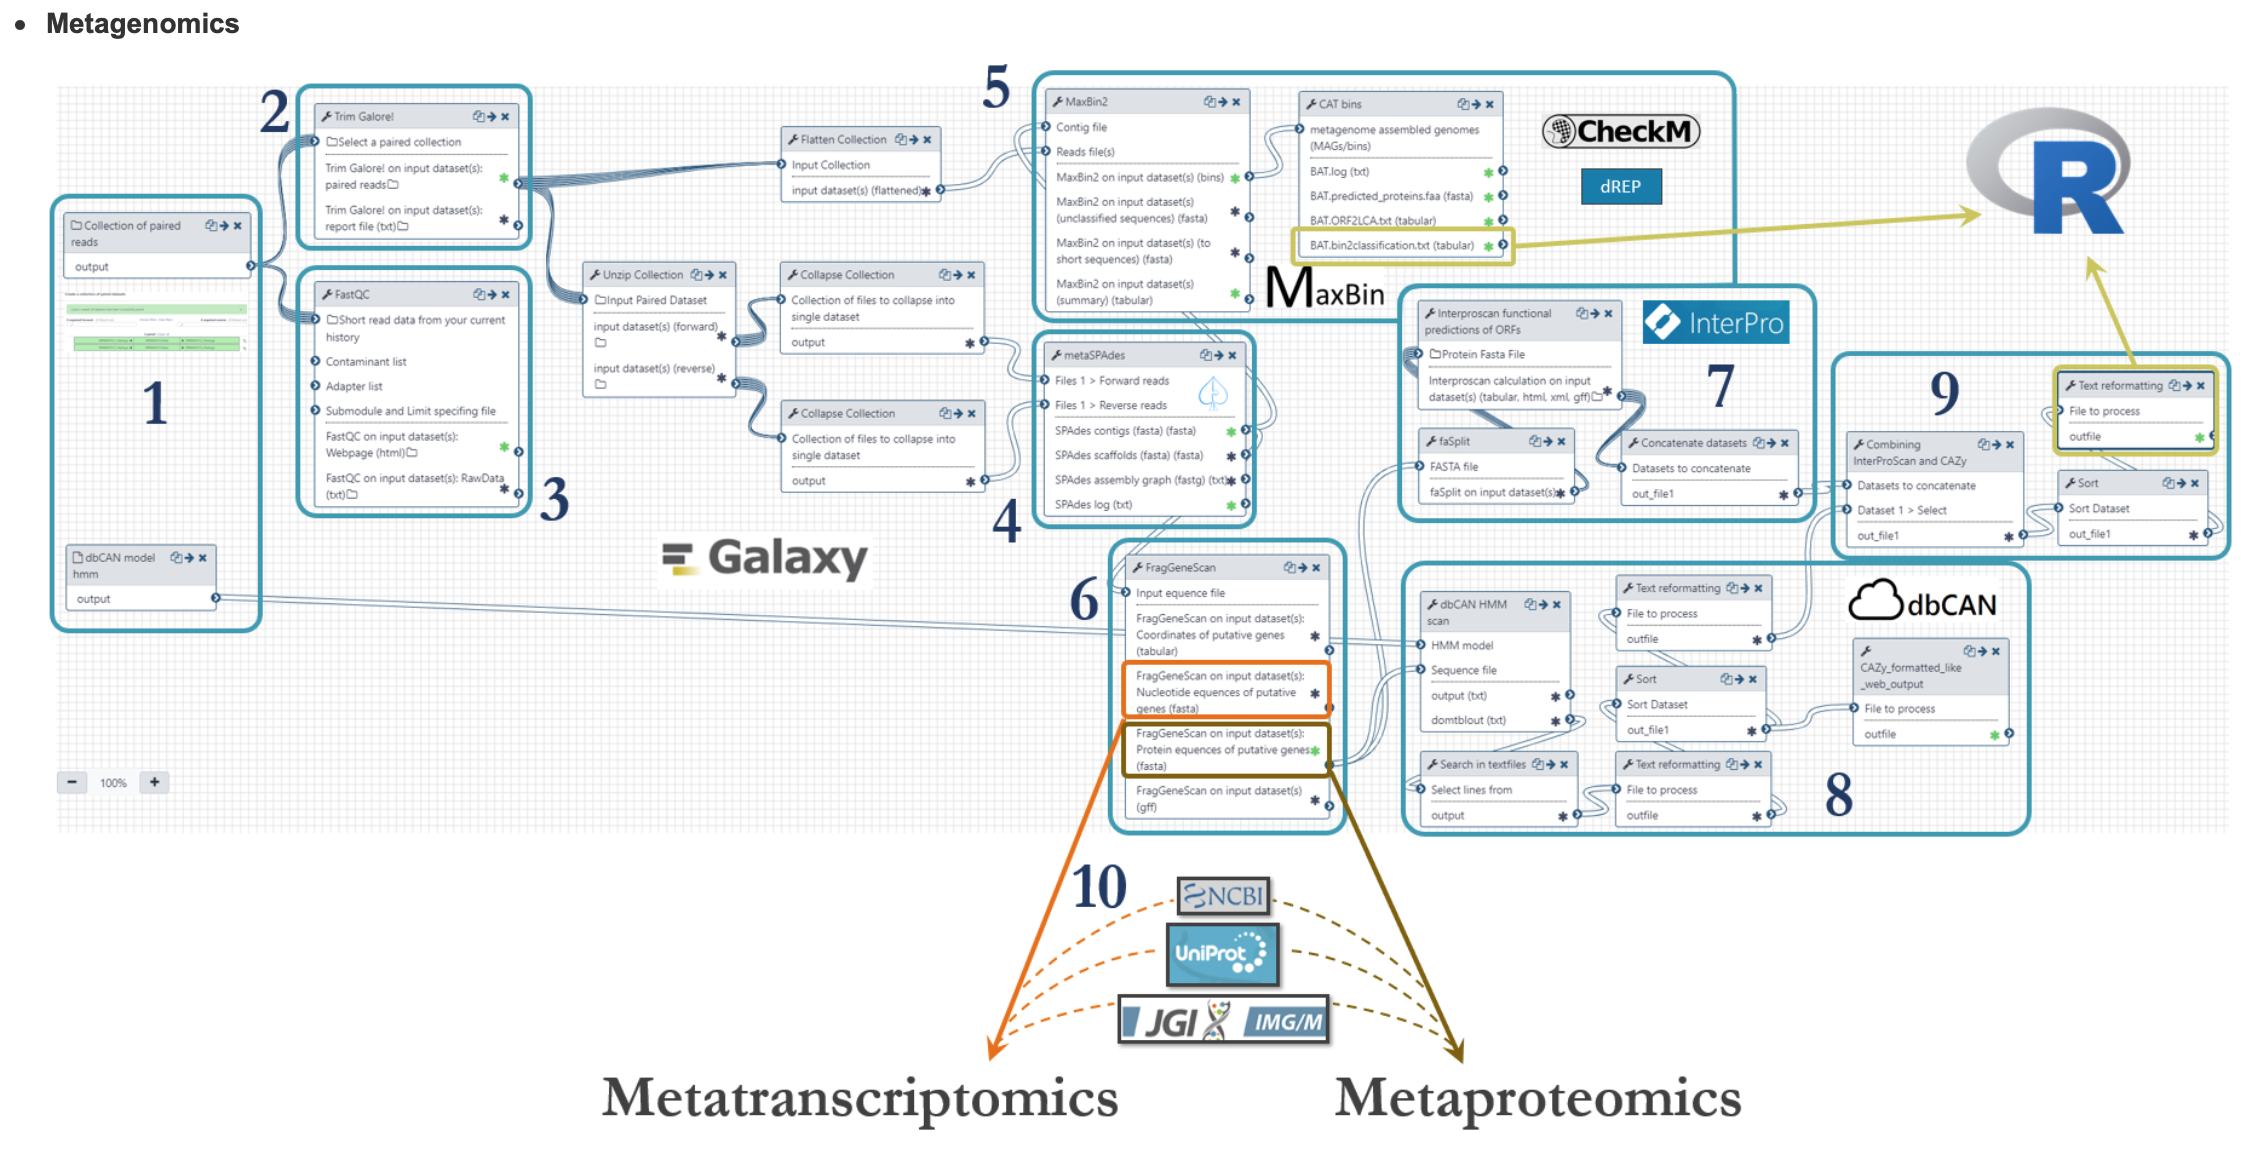 Metagenomics
1
Collection of paired
reads
output
dbCAN model
hmm
output
2
Trim Galore!
Select a paired collection
Trim Galore! on input dataset(s):
paired reads
Trim Galore! on input dataset(s):
report file (txt)
3
FastQC
Short read data from your current
history
Contaminant list
Adapter list
Submodule and Limit specifing file
FastQC on input dataset(s):
Webpage (html)
FastQC on input dataset(s): RawData
(txt)
Flatten Collection
Input Collection
input dataset(s) (flattened)
Unzip Collection
Input Paired Dataset
input dataset(s) (forward)
input dataset(s) (reverse)
Collapse Collection
Collection of files to collapse into
single dataset
output
Collapse Collection
Collection of files to collapse into
single dataset
output
Galaxy
4
metaSPAdes
Files 1 > Forward reads
Files 1 > Reverse reads
SPAdes contigs (fasta) (fasta)
SPAdes scaffolds (fasta) (fasta)
SPAdes assembly graph (fastg) (txt)
SPAdes log (txt)
5
MaxBin2
Contig file
Reads file(s)
MaxBin2 on input dataset(s) (bins)
MaxBin2 on input dataset(s)
(unclassified sequences) (fasta)
MaxBin2 on input dataset(s) (to
short sequences) (fasta)
MaxBin2 on input dataset(s)
(summary) (tabular)
CAT bins
metagenome assembled genomes
(MAGs/bins)
BAT.log (txt)
BAT.predicted_proteins.faa (fasta)
BAT.ORF2LCA.txt (tabular)
BAT.bin2classification.txt (tabular)
MaxBin
CheckM
dREP
R
6
FragGeneScan
Input equence file
FragGeneScan on input dataset(s):
Coordinates of putative genes
(tabular)
FragGeneScan on input dataset(s):
Nucleotide equences of putative
genes (fasta)
FragGeneScan on input dataset(s):
Protein equences of putative genes
(fasta)
FragGeneScan on input dataset(s)
(gff)
7
Interproscan functional
predictions of ORFs
Protein Fasta File
Interproscan calculation on input
dataset(s) (tabular, html, xml, gff)
InterPro
faSplit
FASTA file
faSplit on input dataset(s)
Concatenate datasets
Datasets to concatenate
out_file1
8
dbCAN HMM
scan
HMM model
Sequence file
output (txt)
domtblout (txt)
Search in textfiles
Select lines from
output
Text reformatting
File to process
outfile
Sort
Sort Dataset
out_file1
Text reformatting
File to process
outfile
dbCAN
CAZy_formatted_like
_web_output
File to process
outfile
9
Combining
InterProScan and CAZy
Datasets to concatenate
Dataset 1 > Select
out_file1
Text reformatting
File to process
outfile
Sort
Sort Dataset
out_file1
100%
10
NCBI
UniProt
JGI IMG/M
Metatranscriptomics
Metaproteomics